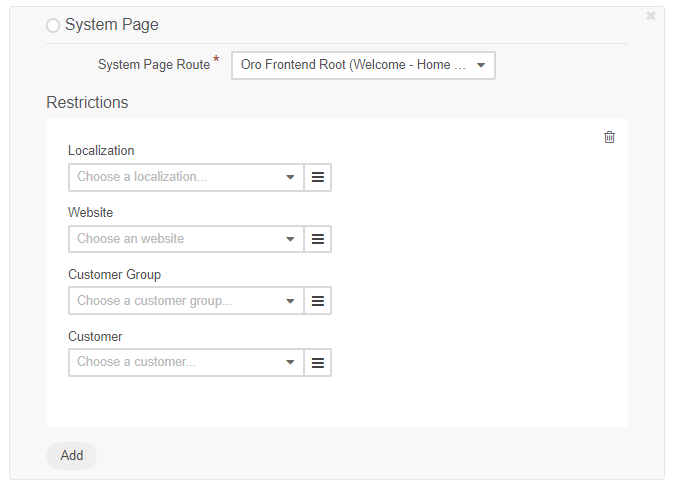 System Page
System Page Route *
Oro Frontend Root (Welcome - Home ...
Restrictions
Localization
Choose a localization...
Website
Choose an website
Customer Group
Choose a customer group...
Customer
Choose a customer...
Add